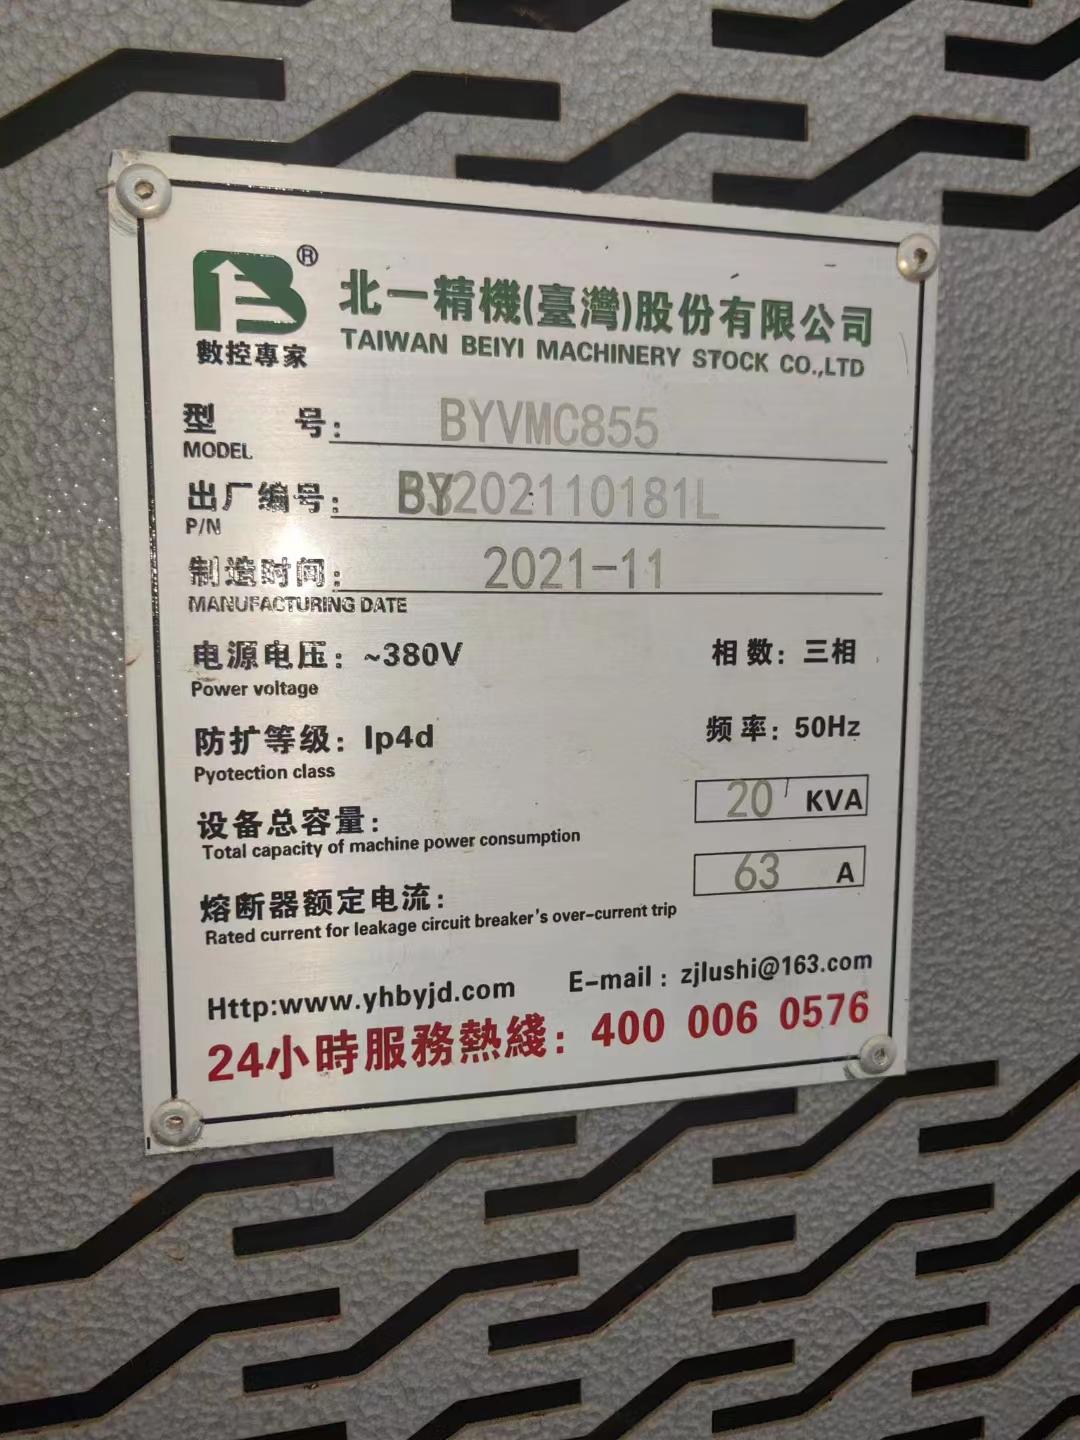 B®
數控專家
北一精機(臺灣)股份有限公司
TAIWAN BEIYI MACHINERY STOCK CO.,LTD
型 号: BYVMC855
MODEL
出厂编号: BY202110181L
P/N
制造时间: 2021-11
MANUFACTURING DATE
电源电压: ~380V 相数: 三相
Power voltage
防扩等级: Ip4d 频率: 50Hz
Pyotection class
设备总容量: 20 KVA
Total capacity of machine power consumption
熔断器额定电流: 63 A
Rated current for leakage circuit breaker's over-current trip
Http:www.yhbyjd.com E-mail : zjlushi@163.com
24小時服務熱綫: 400 006 0576